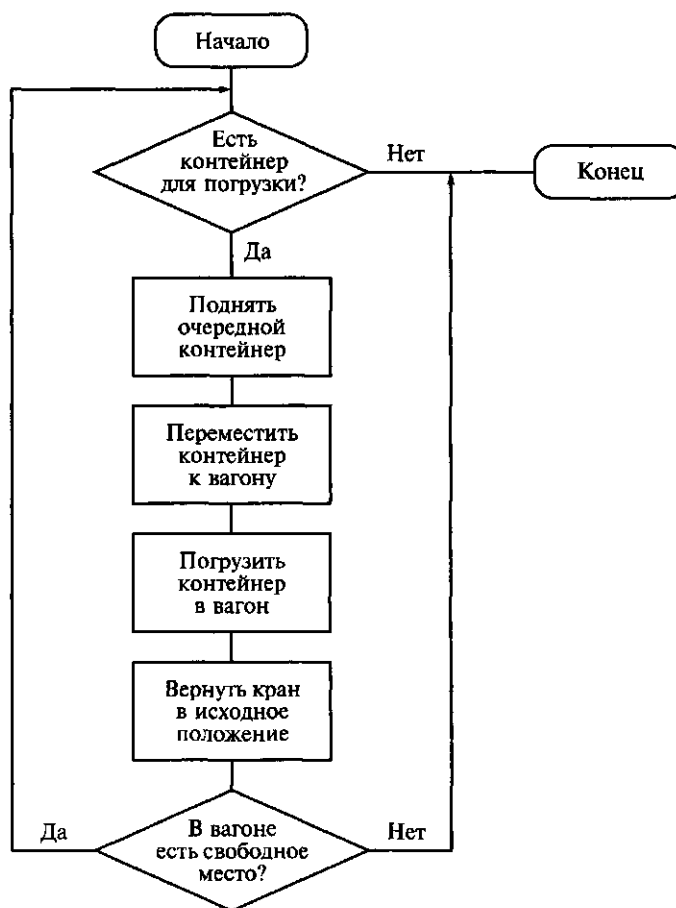 Начало
Есть
контейнер
для погрузки?
Нет
Конец
Да
Поднять
очередной
контейнер
Переместить
контейнер
к вагону
Погрузить
контейнер
в вагон
Вернуть кран
в исходное
положение
Да
В вагоне
есть свободное
место?
Нет